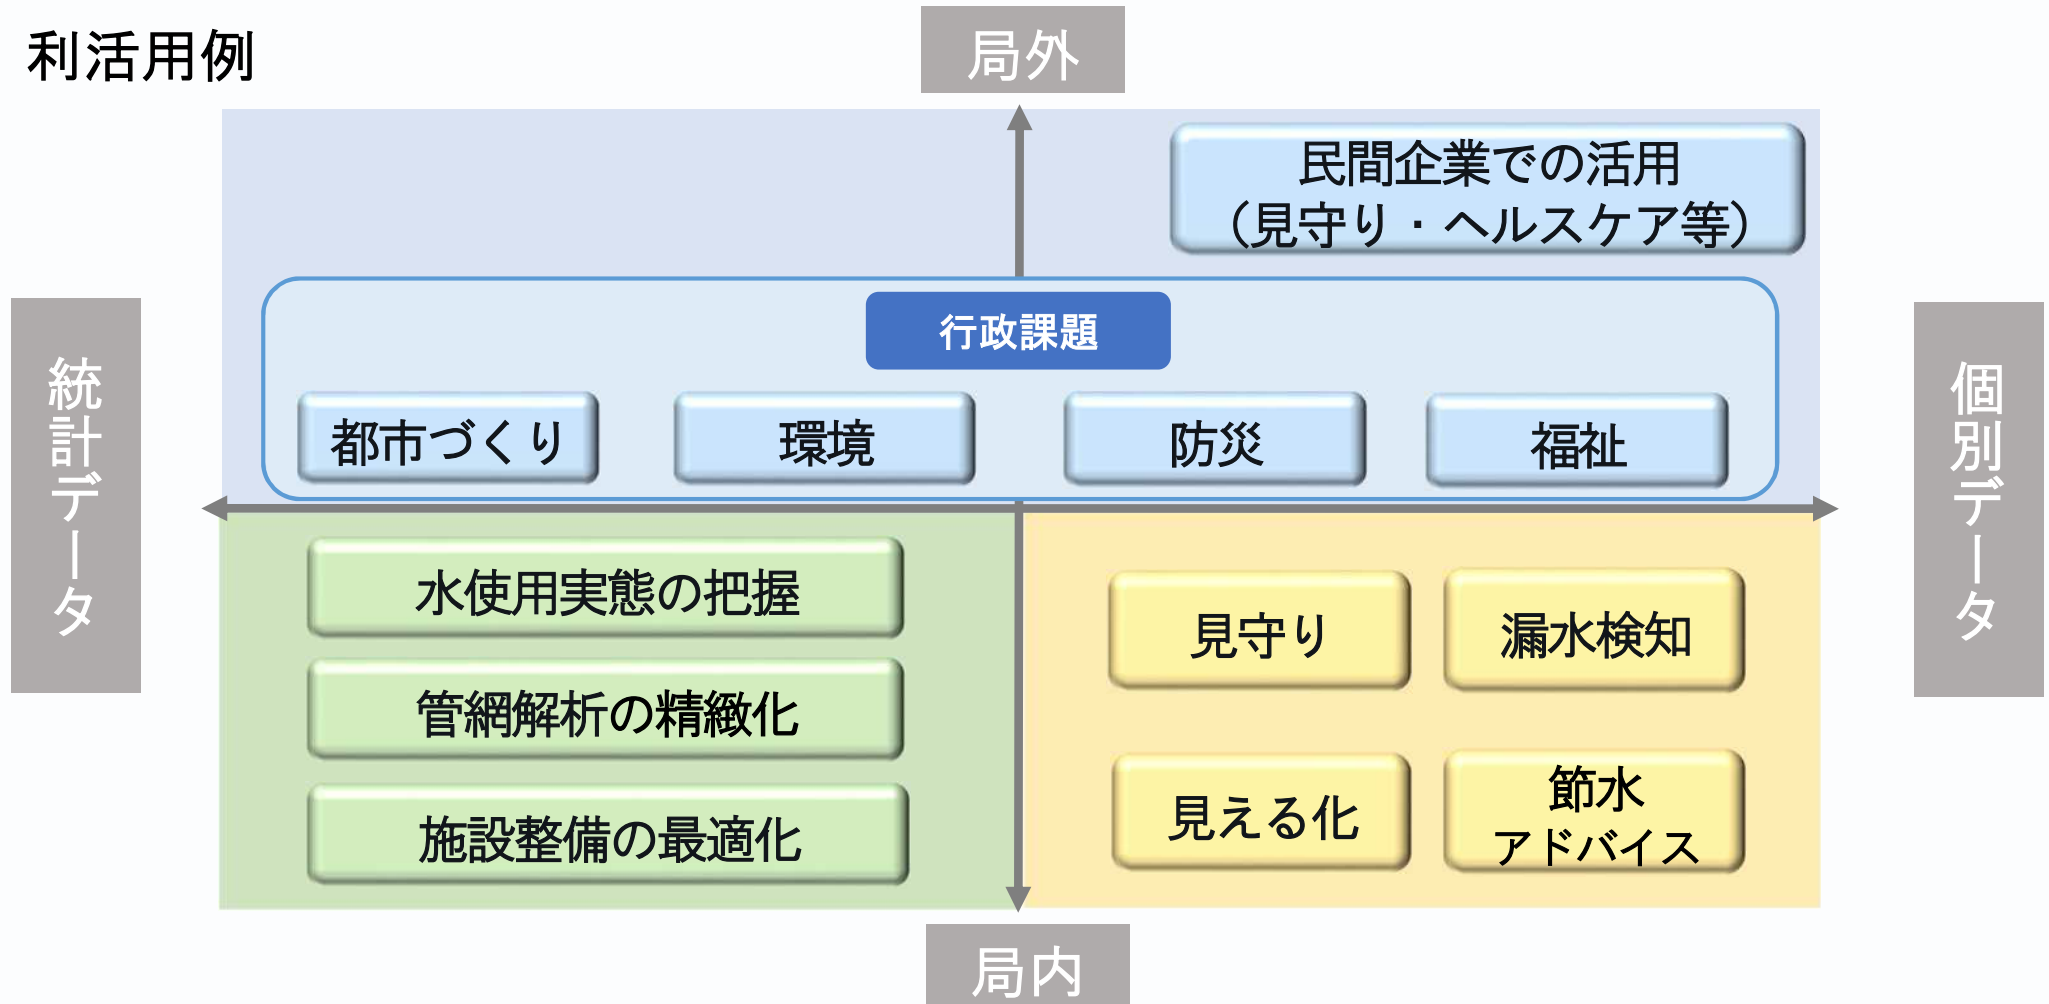 利活用例
局外
民間企業での活用
（見守り・ヘルスケア等）
行政課題
都市づくり
環境
防災
福祉
統計データ
個別データ
水使用実態の把握
管網解析の精緻化
施設整備の最適化
見守り
漏水検知
見える化
節水
アドバイス
局内